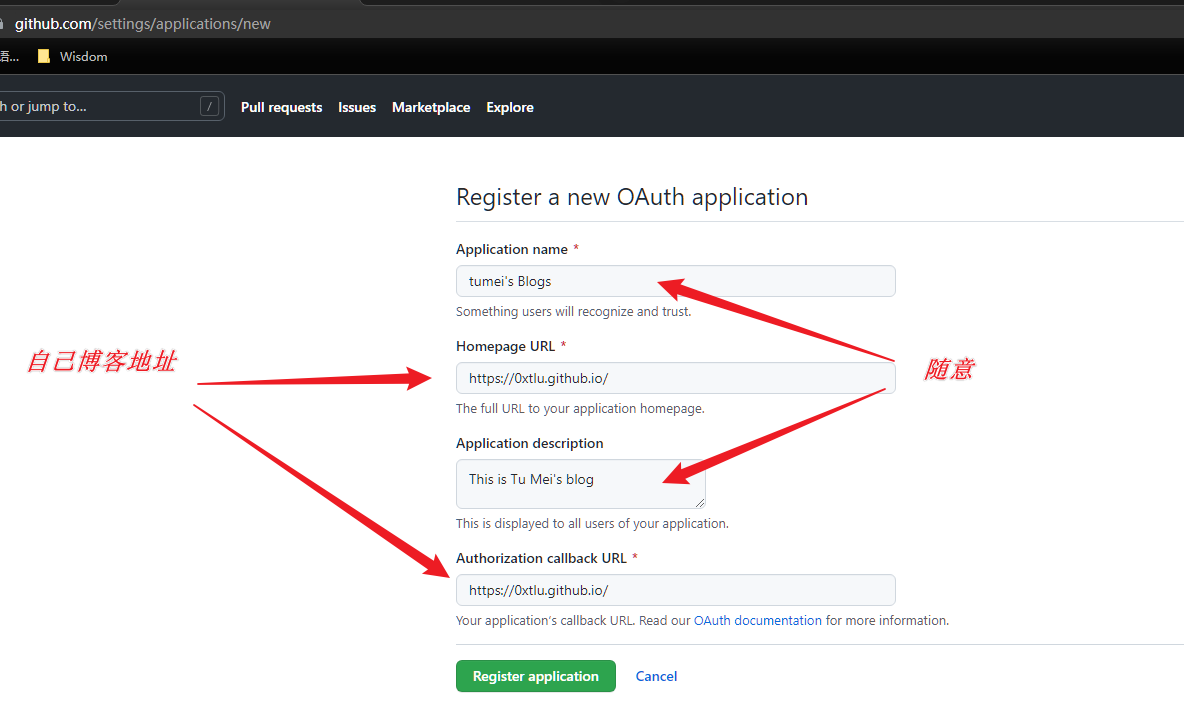 github.com/settings/applications/new
语... Wisdom
h or jump to... / Pull requests Issues Marketplace Explore
Register a new OAuth application
Application name *
tumei's Blogs
Something users will recognize and trust.
Homepage URL *
自己博客地址
随意
https://0xtlu.github.io/
The full URL to your application homepage.
Application description
This is Tu Mei's blog
This is displayed to all users of your application.
Authorization callback URL *
https://0xtlu.github.io/
Your application's callback URL. Read our OAuth documentation for more information.
Register application Cancel